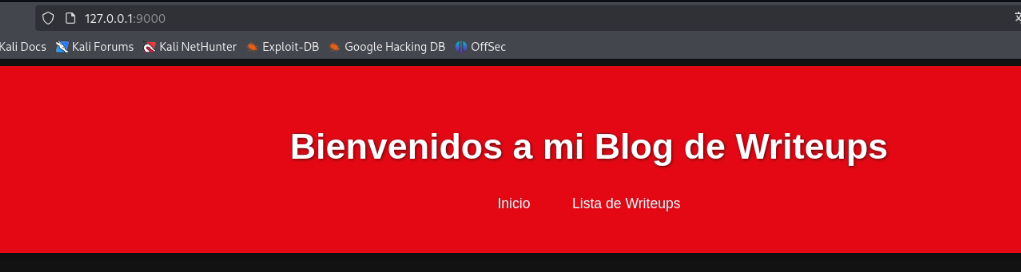 127.0.0.1:9000
Kali Docs Kali Forums Kali NetHunter Exploit-DB Google Hacking DB OffSec
Bienvenidos a mi Blog de Writeups
Inicio Lista de Writeups